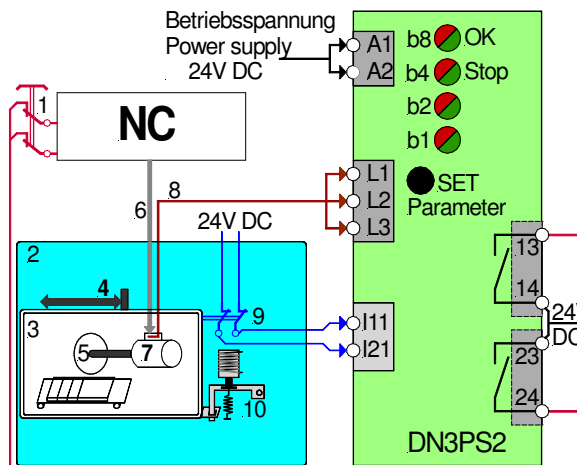 Betriebsspannung
Power supply
24V DC
A1
A2
b8 OK
b4 Stop
b2
b1
1
NC
L1
L2
L3
SET
Parameter
6
8
24V DC
2
4
3
5
7
9
10
I11
I21
13
14
24V
DC
23
24
DN3PS2